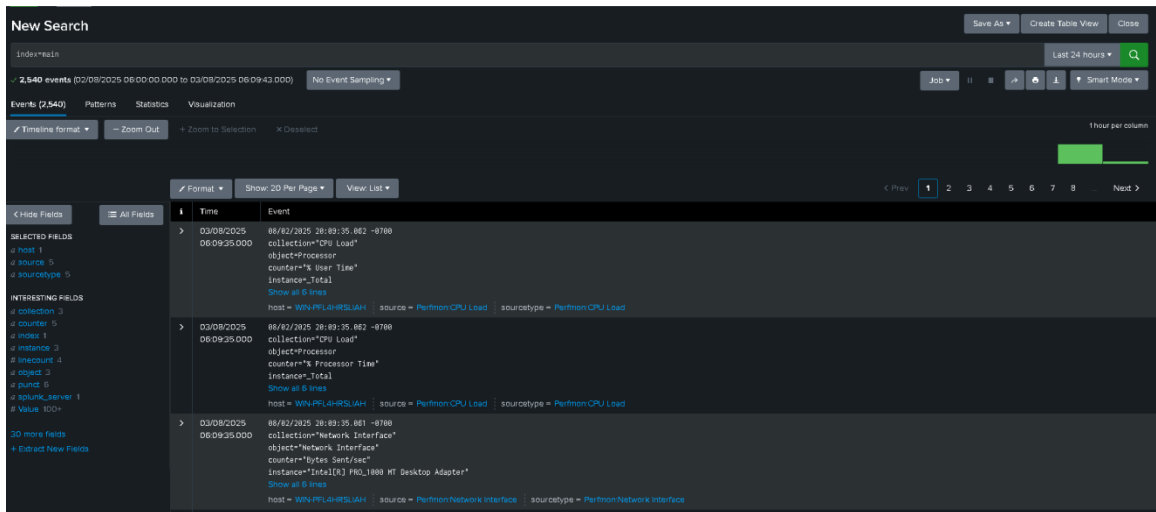 New Search
Save As ▾ Create Table View Close
index=main
Last 24 hours ▾
✓ 2,540 events (02/08/2025 06:00:00.000 to 03/08/2025 06:09:43.000) No Event Sampling ▾
Job ▾ Smart Mode ▾
Events (2,540) Patterns Statistics Visualization
Timeline format ▾ – Zoom Out + Zoom to Selection × Deselect
1 hour per column
Format ▾ Show: 20 Per Page ▾ View: List ▾
< Prev 1 2 3 4 5 6 7 8 ... Next >
< Hide Fields All Fields
SELECTED FIELDS
a host 1
a source 5
a sourcetype 5
INTERESTING FIELDS
a collection 3
a counter 5
a index 1
a instance 3
# linecount 4
a object 3
a punct 6
a splunk_server 1
# Value 100+
30 more fields
+ Extract New Fields
i Time Event
> 03/08/2025
06:09:35.000
08/02/2025 20:09:35.062 -0700
collection="CPU Load"
object=Processor
counter="% User Time"
instance=_Total
Show all 6 lines
host = WIN-PFL4HRSLIAH source = Perfmon:CPU Load sourcetype = Perfmon:CPU Load
> 03/08/2025
06:09:35.000
08/02/2025 20:09:35.062 -0700
collection="CPU Load"
object=Processor
counter="% Processor Time"
instance=_Total
Show all 6 lines
host = WIN-PFL4HRSLIAH source = Perfmon:CPU Load sourcetype = Perfmon:CPU Load
> 03/08/2025
06:09:35.000
08/02/2025 20:09:35.061 -0700
collection="Network Interface"
object="Network Interface"
counter="Bytes Sent/sec"
instance="Intel[R] PRO_1000 MT Desktop Adapter"
Show all 6 lines
host = WIN-PFL4HRSLIAH source = Perfmon:Network Interface sourcetype = Perfmon:Network Interface